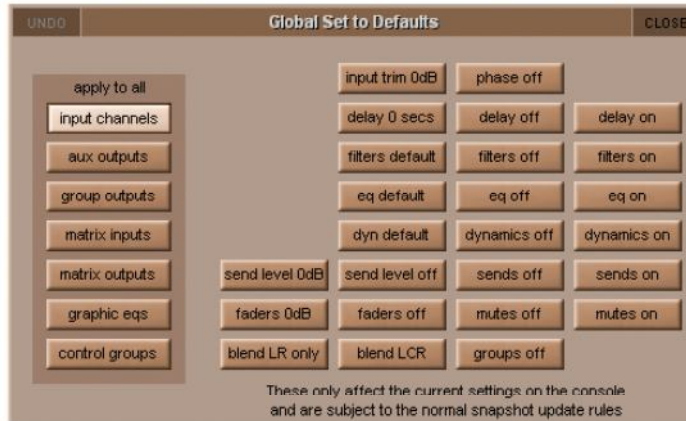 UNDO Global Set to Defaults CLOSE
apply to all
input trim 0dB phase off
input channels delay 0 secs delay off delay on
aux outputs filters default filters off filters on
group outputs eq default eq off eq on
matrix inputs dyn default dynamics off dynamics on
matrix outputs send level 0dB send level off sends off sends on
graphic eqs faders 0dB faders off mutes off mutes on
control groups blend LR only blend LCR groups off
These only affect the current settings on the console
and are subject to the normal snapshot update rules